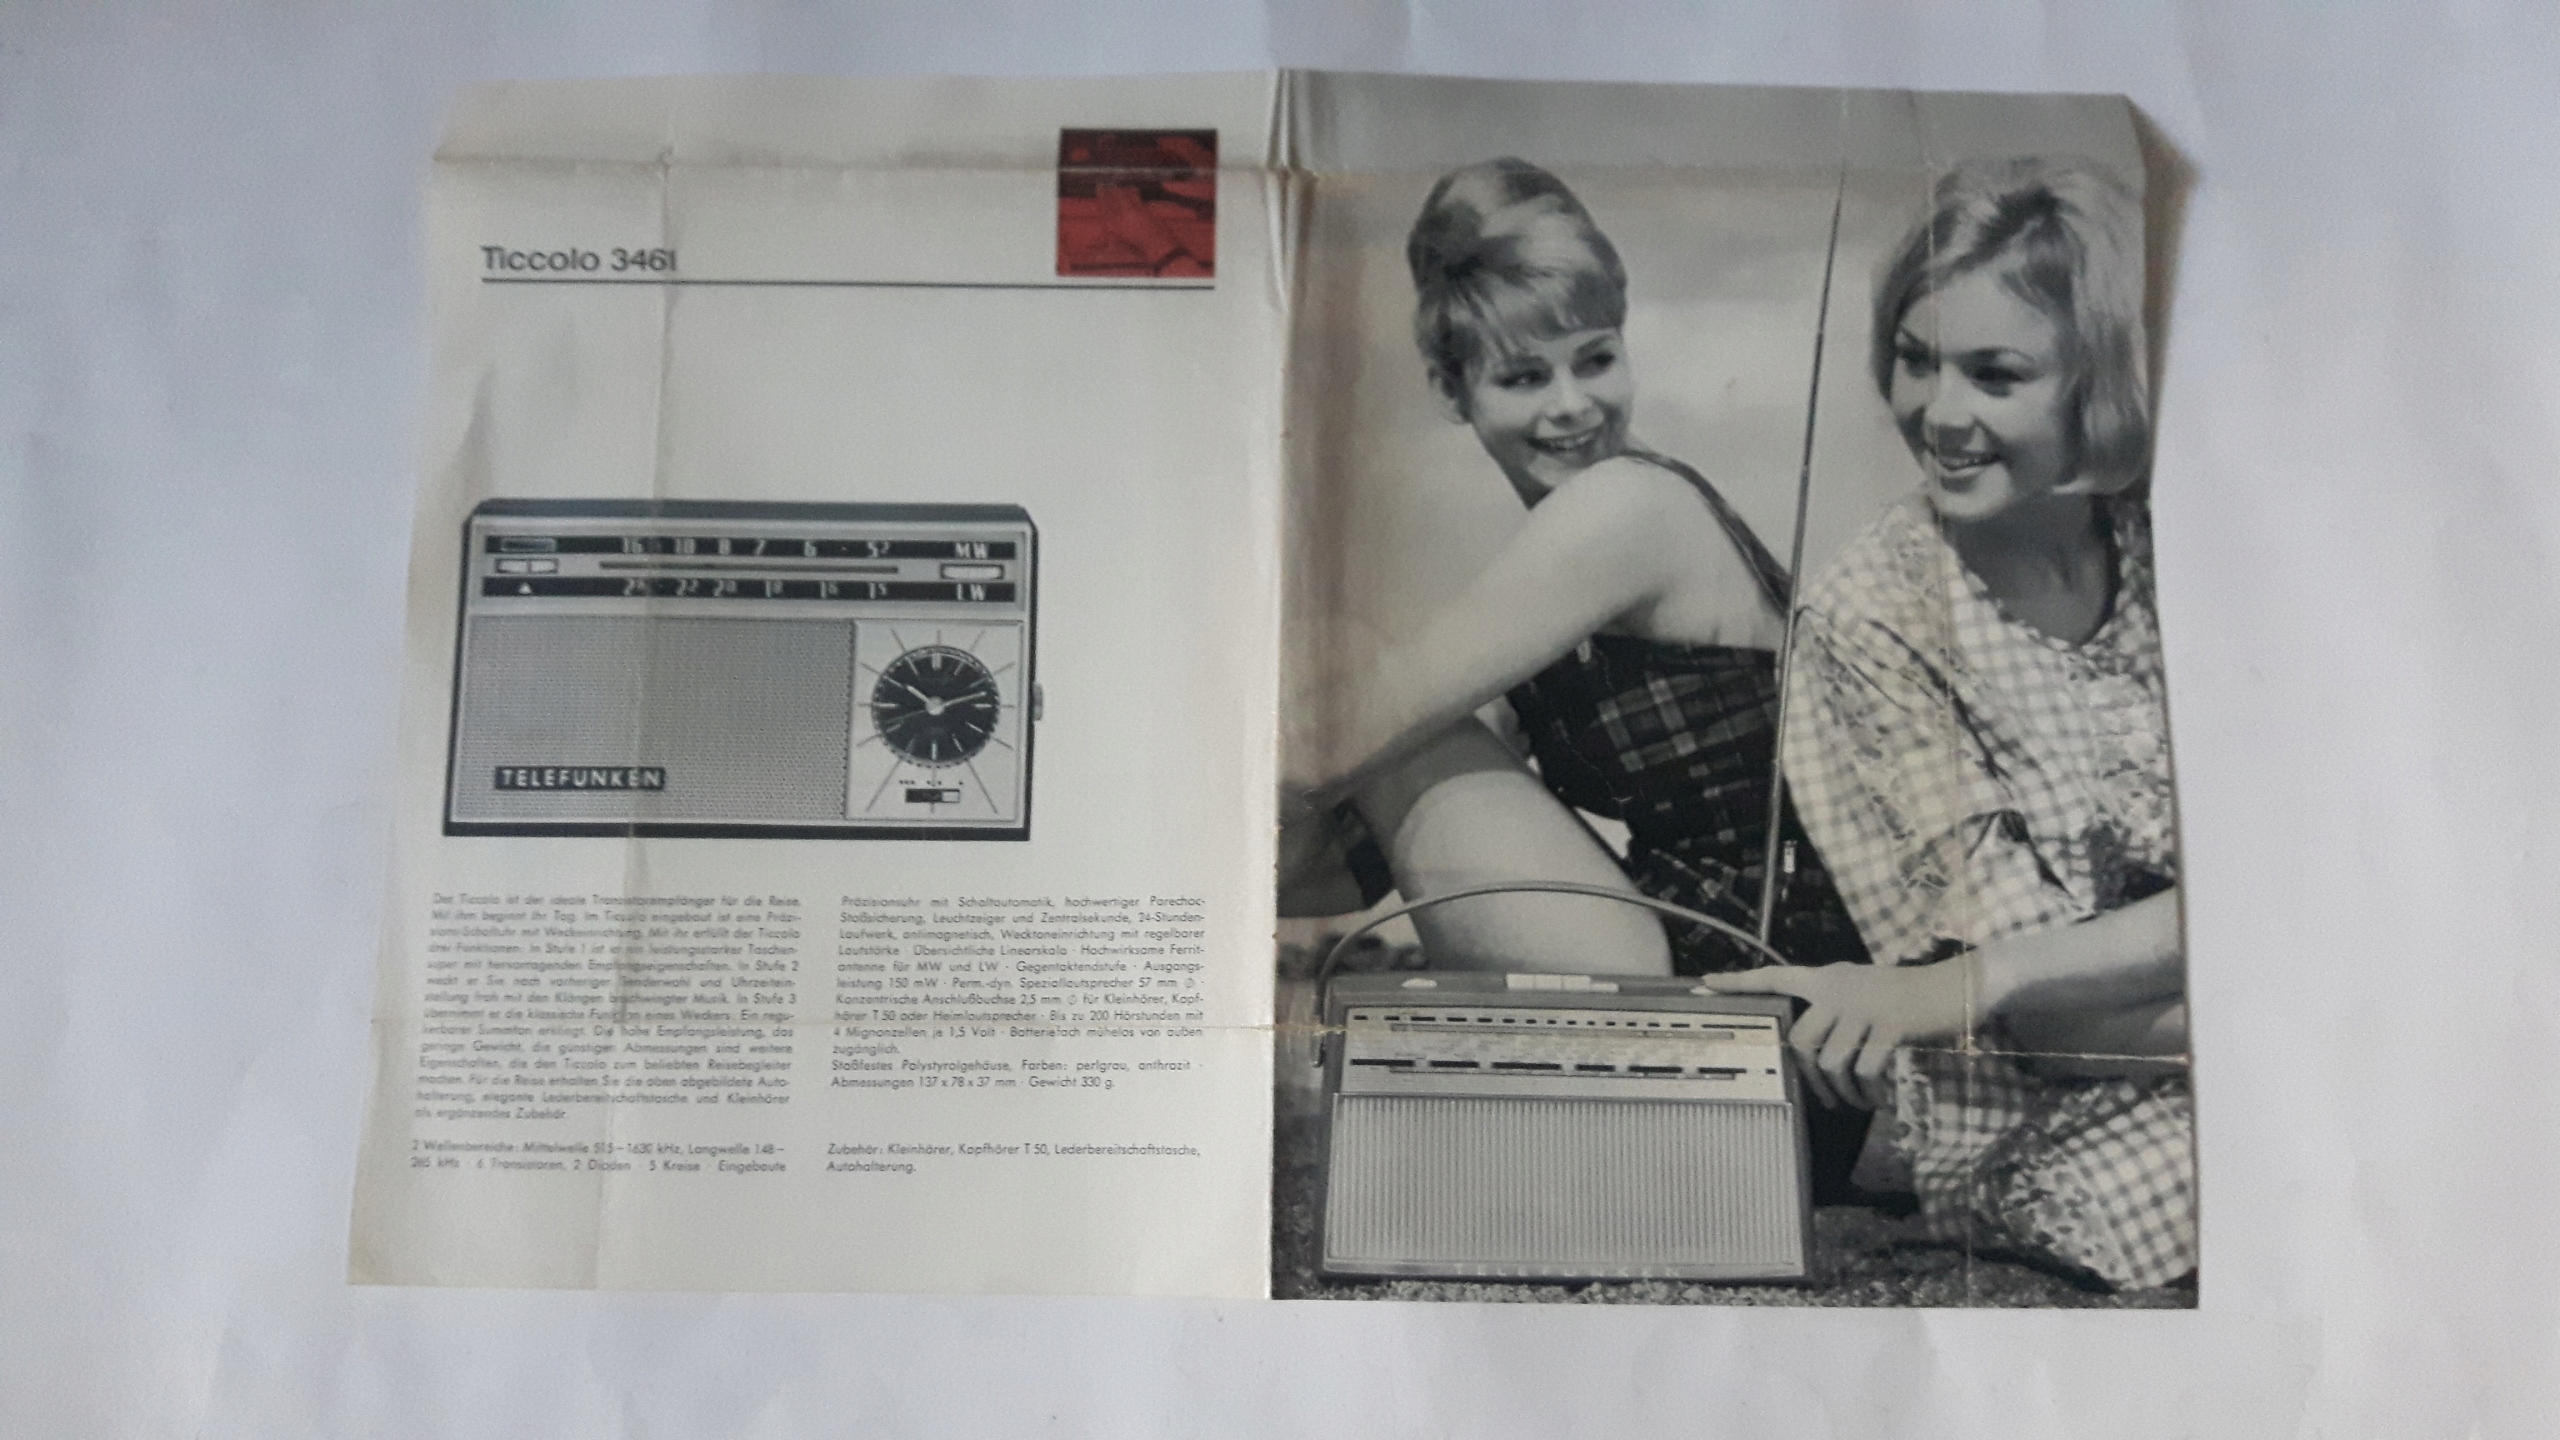 Ticcolo 3461
16 10 8 7 6 5² MW
22 20 18 16 15 LW
TELEFUNKEN
Der Ticcolo ist der ideale Transistorempfänger für die Reise.
Mit ihm beginnt Ihr Tag. Im Ticcolo eingebaut ist eine Präzi-
sions-Schaltuhr mit Weckeinrichtung. Mit ihr erfüllt der Ticcolo
drei Funktionen: In Stufe 1 ist er ein leistungsstarker Taschen-
super mit hervorragenden Empfangseigenschaften. In Stufe 2
weckt er Sie nach vorheriger Senderwahl und Uhrzeitein-
stellung froh mit den Klängen beschwingter Musik. In Stufe 3
übernimmt er die klassische Funktion eines Weckers. Ein regu-
lierbarer Summton erklingt. Die hohe Empfangsleistung, das
geringe Gewicht, die günstigen Abmessungen sind weitere
Eigenschaften, die den Ticcolo zum beliebten Reisebegleiter
machen. Für die Reise erhalten Sie die oben abgebildete Auto-
halterung, elegante Lederbereitschaftstasche und Kleinhörer
als ergänzendes Zubehör.
2 Wellenbereiche: Mittelwelle 515–1630 kHz, Langwelle 148–
265 kHz · 6 Transistoren, 2 Dioden · 5 Kreise · Eingebaute
Präzisionsuhr mit Schaltautomatik, hochwertiger Parechoc-
Stoßsicherung, Leuchtzeiger und Zentralsekunde, 24-Stunden-
Laufwerk, antimagnetisch, Wecktoneinrichtung mit regelbarer
Lautstärke · Übersichtliche Linearskala · Hochwirksame Ferrit-
antenne für MW und LW · Gegentaktendstufe · Ausgangs-
leistung 150 mW · Perm.-dyn. Speziallautsprecher 57 mm ∅ ·
Konzentrische Anschlußbuchse 2,5 mm ∅ für Kleinhörer, Kopf-
hörer T 50 oder Heimlautsprecher · Bis zu 200 Hörstunden mit
4 Mignonzellen je 1,5 Volt · Batteriefach mühelos von außen
zugänglich.
Stoßfestes Polystyrolgehäuse, Farben: perlgrau, anthrazit ·
Abmessungen 137 x 78 x 37 mm · Gewicht 330 g.
Zubehör: Kleinhörer, Kopfhörer T 50, Lederbereitschaftstasche,
Autohalterung.
TELEFUNKEN